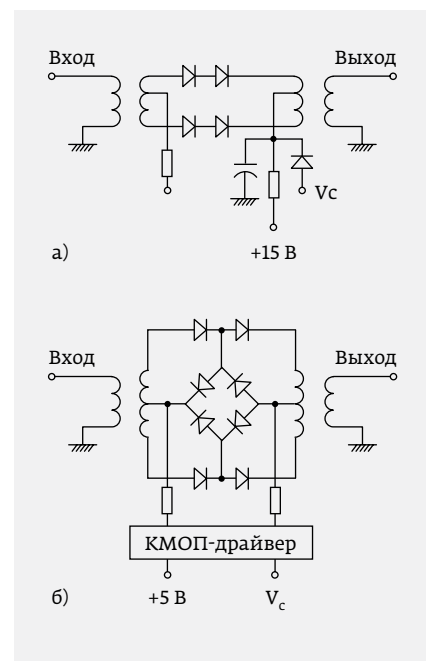 Вход Выход
Vc
а) +15 В
Вход Выход
КМОП-драйвер
б) +5 В Vc